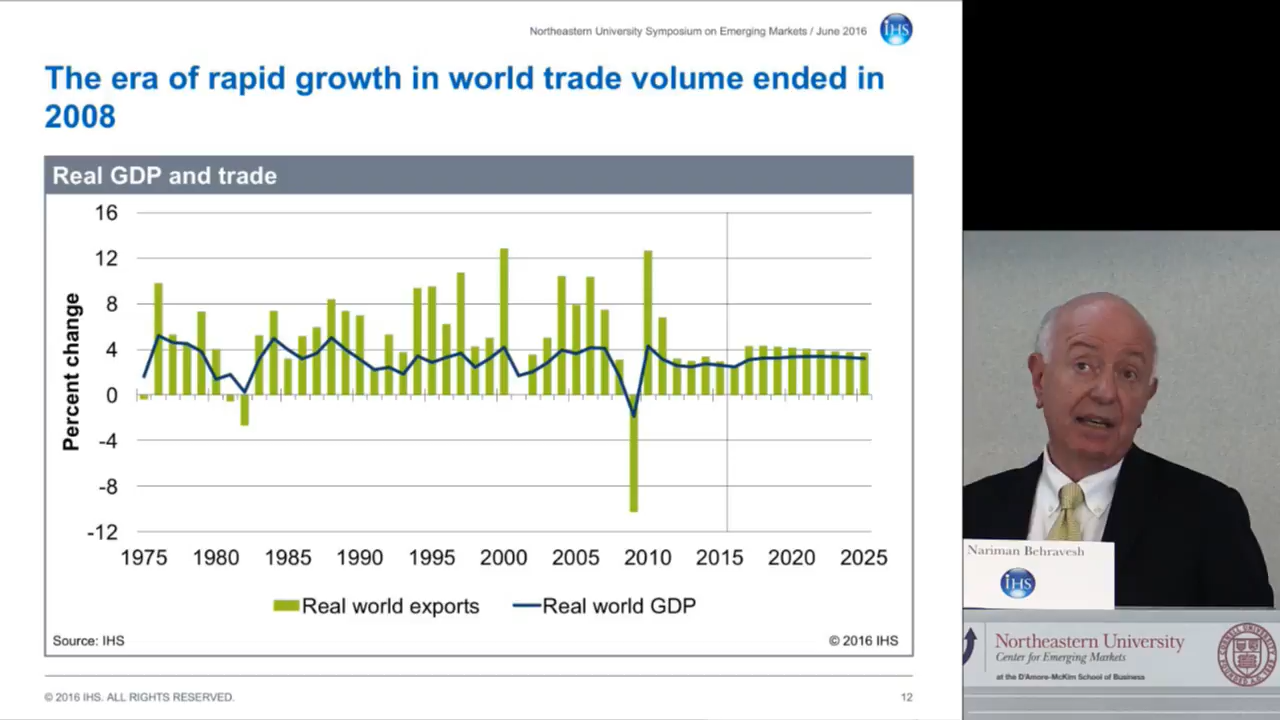 Northeastern University Symposium on Emerging Markets / June 2016
IHS
The era of rapid growth in world trade volume ended in
2008
Real GDP and trade
Percent change
16
12
8
4
0
-4
-8
-12
1975 1980 1985 1990 1995 2000 2005 2010 2015 2020 2025
Real world exports
Real world GDP
Source: IHS
© 2016 IHS
© 2016 IHS. ALL RIGHTS RESERVED.
12
Nariman Behravesh
IHS
Northeastern University
Center for Emerging Markets
at the D'Amore-McKim School of Business